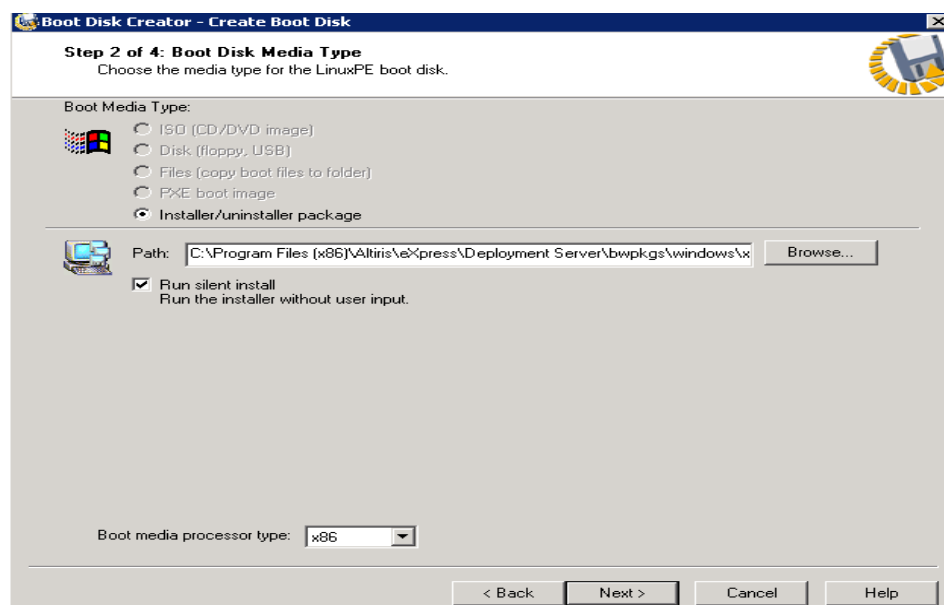 Boot Disk Creator - Create Boot Disk
Step 2 of 4: Boot Disk Media Type
Choose the media type for the LinuxPE boot disk.
Boot Media Type:
ISO (CD/DVD image)
Disk (floppy, USB)
Files (copy boot files to folder)
PXE boot image
Installer/uninstaller package
Path: C:\Program Files (x86)\Altiris\eXpress\Deployment Server\bwpkgs\windows\x Browse...
Run silent install
Run the installer without user input.
Boot media processor type: x86
< Back Next > Cancel Help